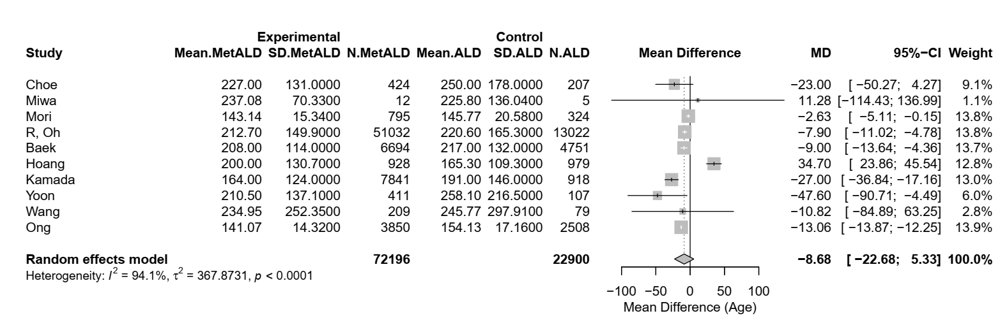 Experimental Control
Study Mean.MetALD SD.MetALD N.MetALD Mean.ALD SD.ALD N.ALD Mean Difference MD 95%−CI Weight
Choe 227.00 131.0000 424 250.00 178.0000 207 −23.00 [ −50.27; 4.27] 9.1%
Miwa 237.08 70.3300 12 225.80 136.0400 5 11.28 [−114.43; 136.99] 1.1%
Mori 143.14 15.3400 795 145.77 20.5800 324 −2.63 [ −5.11; −0.15] 13.8%
R, Oh 212.70 149.9000 51032 220.60 165.3000 13022 −7.90 [ −11.02; −4.78] 13.8%
Baek 208.00 114.0000 6694 217.00 132.0000 4751 −9.00 [ −13.64; −4.36] 13.7%
Hoang 200.00 130.7000 928 165.30 109.3000 979 34.70 [ 23.86; 45.54] 12.8%
Kamada 164.00 124.0000 7841 191.00 146.0000 918 −27.00 [ −36.84; −17.16] 13.0%
Yoon 210.50 137.1000 411 258.10 216.5000 107 −47.60 [ −90.71; −4.49] 6.0%
Wang 234.95 252.3500 209 245.77 297.9100 79 −10.82 [ −84.89; 63.25] 2.8%
Ong 141.07 14.3200 3850 154.13 17.1600 2508 −13.06 [ −13.87; −12.25] 13.9%
Random effects model 72196 22900 −8.68 [ −22.68; 5.33] 100.0%
Heterogeneity: I² = 94.1%, τ² = 367.8731, p < 0.0001
−100 −50 0 50 100
Mean Difference (Age)